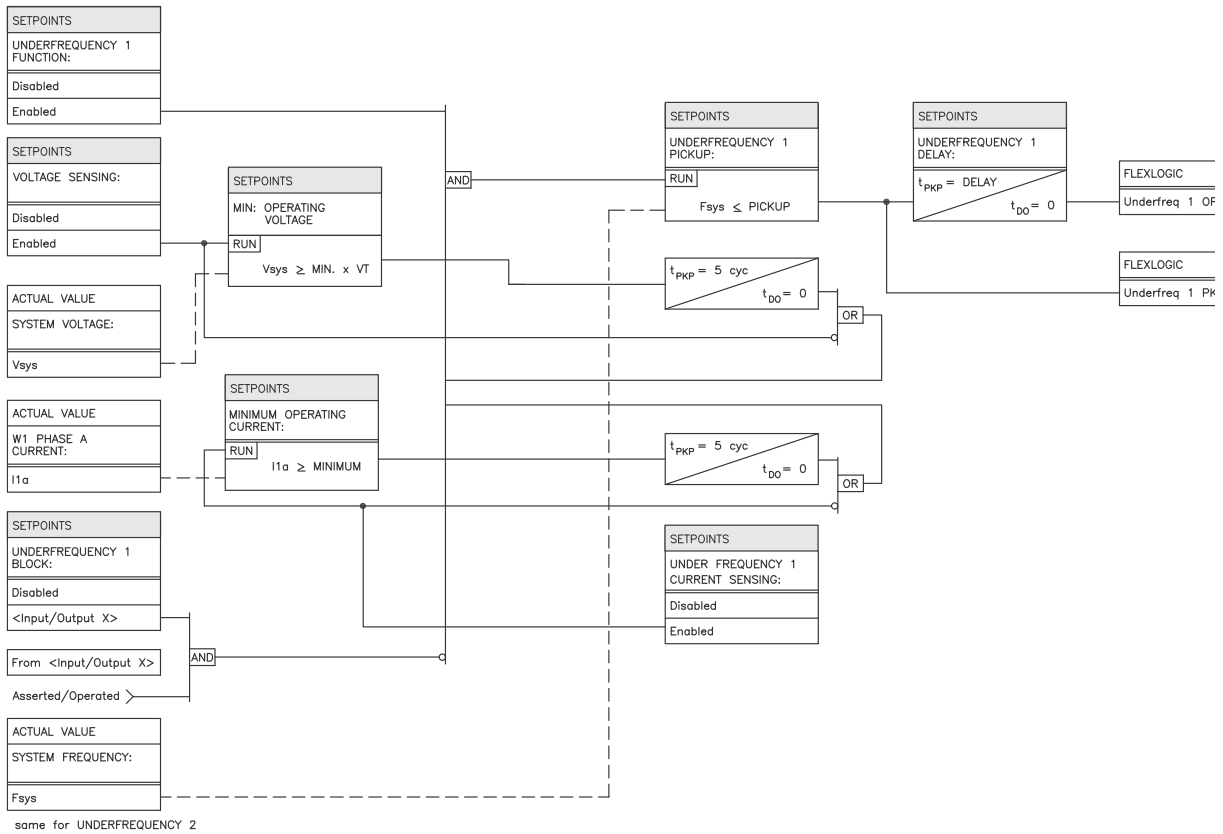 SETPOINTS
UNDERFREQUENCY 1
FUNCTION:
Disabled
Enabled
SETPOINTS
VOLTAGE SENSING:
Disabled
Enabled
ACTUAL VALUE
SYSTEM VOLTAGE:
Vsys
ACTUAL VALUE
W1 PHASE A
CURRENT:
I1a
SETPOINTS
UNDERFREQUENCY 1
BLOCK:
Disabled
<Input/Output X>
From <Input/Output X>
Asserted/Operated
AND
ACTUAL VALUE
SYSTEM FREQUENCY:
Fsys
same for UNDERFREQUENCY 2
SETPOINTS
MIN: OPERATING
VOLTAGE
RUN
Vsys ≥ MIN. x VT
SETPOINTS
MINIMUM OPERATING
CURRENT:
RUN
I1a ≥ MINIMUM
AND
SETPOINTS
UNDERFREQUENCY 1
PICKUP:
RUN
Fsys ≤ PICKUP
tPKP = 5 cyc
tDO = 0
OR
tPKP = 5 cyc
tDO = 0
OR
SETPOINTS
UNDER FREQUENCY 1
CURRENT SENSING:
Disabled
Enabled
SETPOINTS
UNDERFREQUENCY 1
DELAY:
tPKP = DELAY
tDO = 0
FLEXLOGIC
Underfreq 1
FLEXLOGIC
Underfreq 1